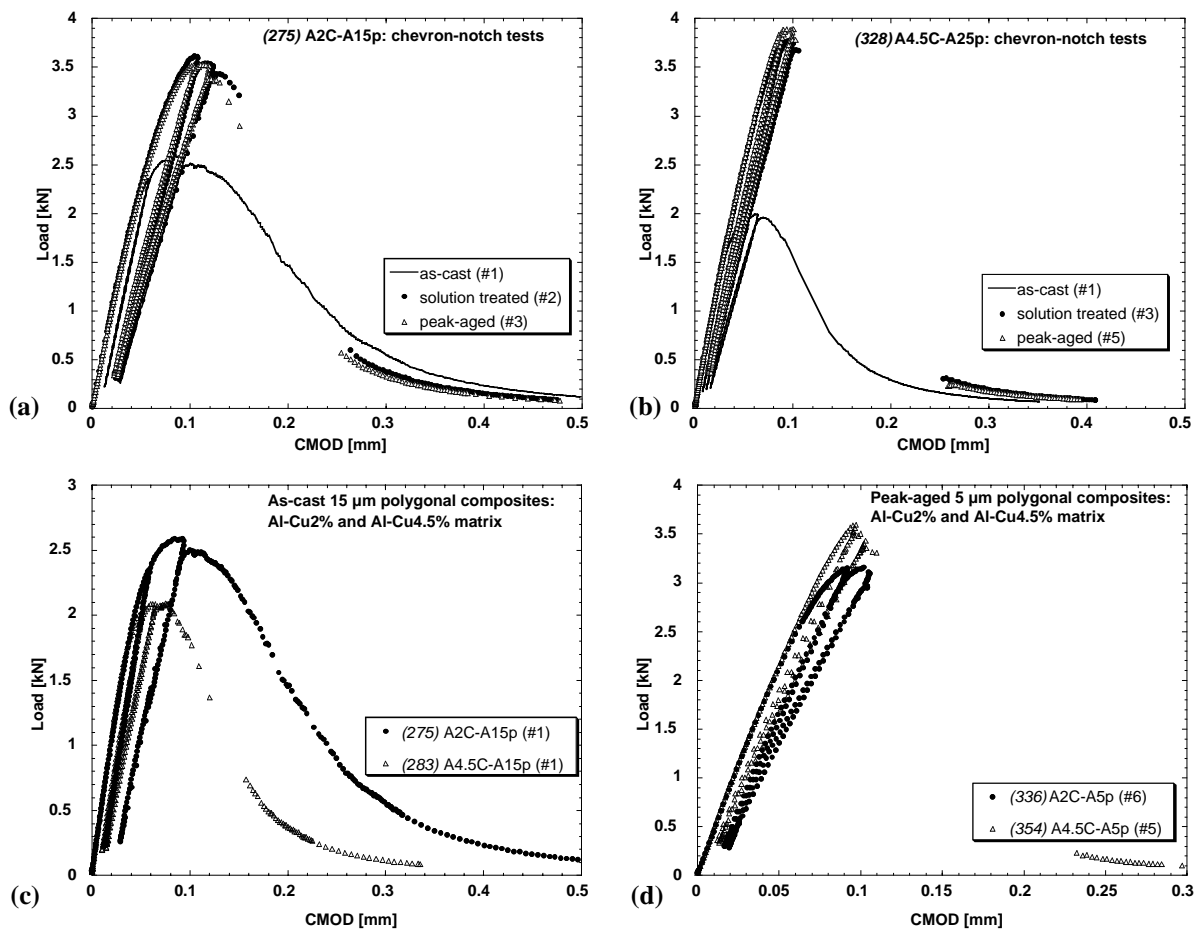 (275) A2C-A15p: chevron-notch tests
4
3.5
3
2.5
2
1.5
1
0.5
0
Load [kN]
as-cast (#1)
solution treated (#2)
peak-aged (#3)
0 0.1 0.2 0.3 0.4 0.5
CMOD [mm]
(a)
(328) A4.5C-A25p: chevron-notch tests
4
3.5
3
2.5
2
1.5
1
0.5
0
Load [kN]
as-cast (#1)
solution treated (#3)
peak-aged (#5)
0 0.1 0.2 0.3 0.4 0.5
CMOD [mm]
(b)
As-cast 15 µm polygonal composites:
Al-Cu2% and Al-Cu4.5% matrix
3
2.5
2
1.5
1
0.5
0
Load [kN]
(275) A2C-A15p (#1)
(283) A4.5C-A15p (#1)
0 0.1 0.2 0.3 0.4 0.5
CMOD [mm]
(c)
Peak-aged 5 µm polygonal composites:
Al-Cu2% and Al-Cu4.5% matrix
4
3.5
3
2.5
2
1.5
1
0.5
0
Load [kN]
(336) A2C-A5p (#6)
(354) A4.5C-A5p (#5)
0 0.05 0.1 0.15 0.2 0.25 0.3
CMOD [mm]
(d)